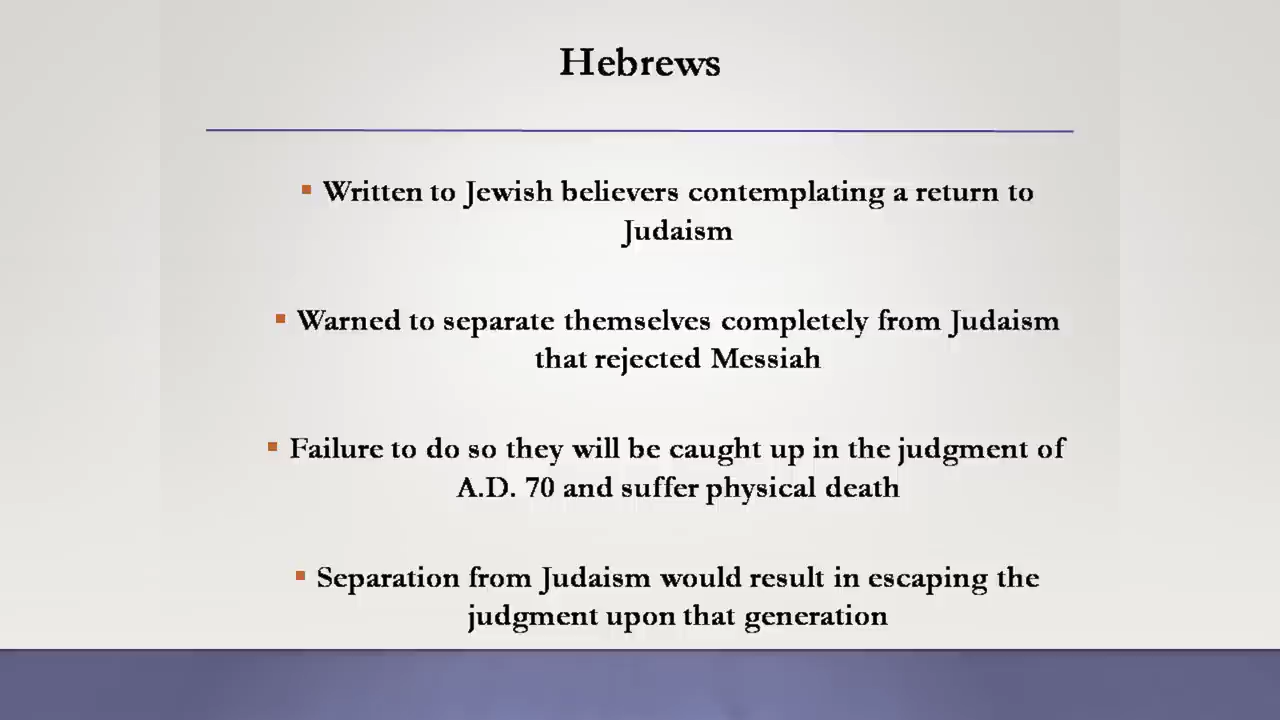 Hebrews
▪ Written to Jewish believers contemplating a return to
Judaism
▪ Warned to separate themselves completely from Judaism
that rejected Messiah
▪ Failure to do so they will be caught up in the judgment of
A.D. 70 and suffer physical death
▪ Separation from Judaism would result in escaping the
judgment upon that generation